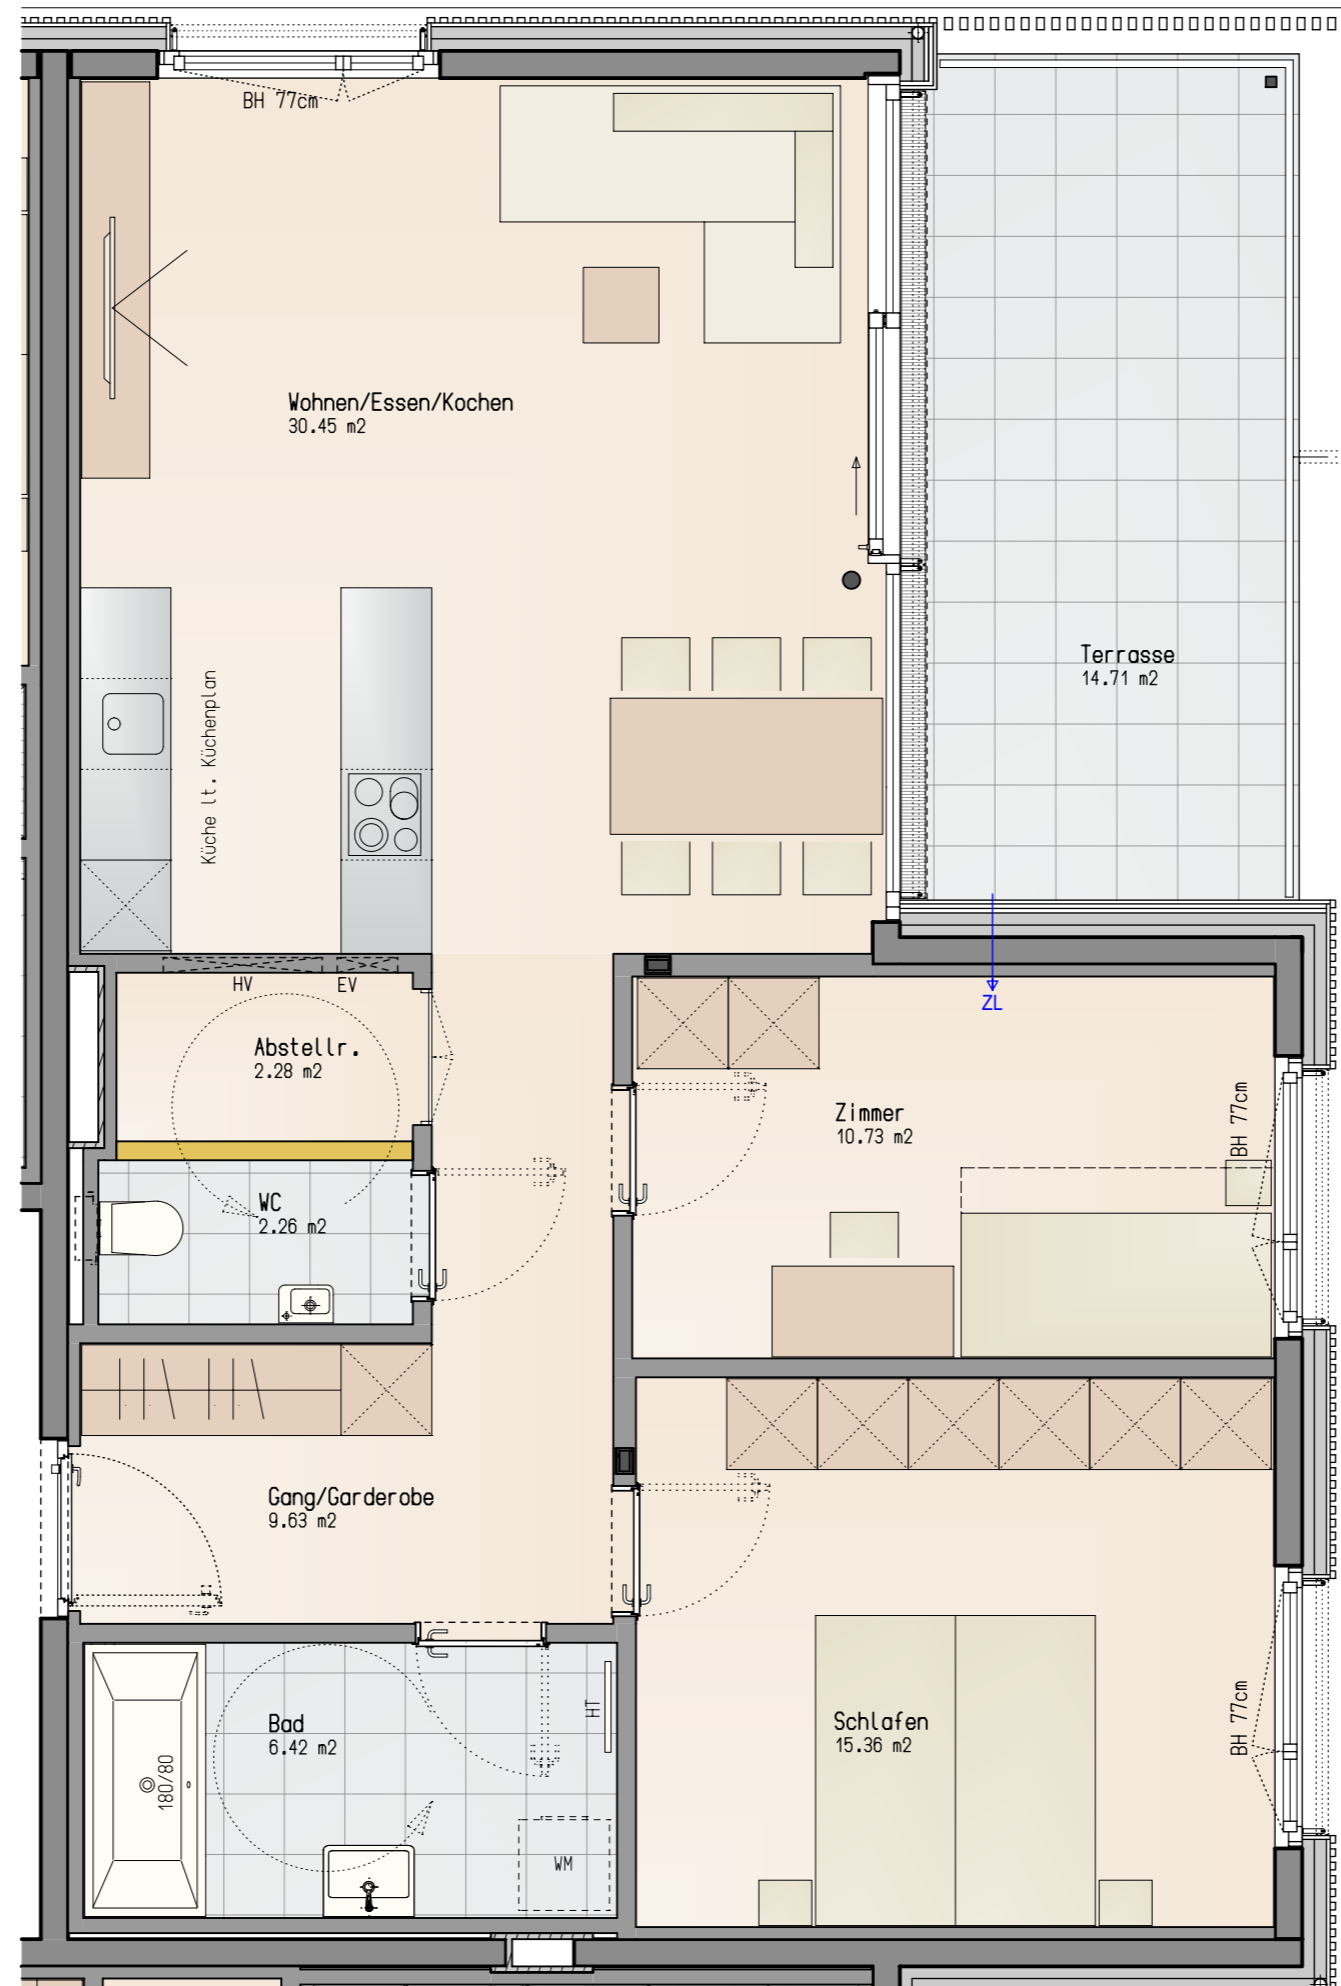 BH 77cm
Wohnen/Essen/Kochen
30.45 m2
Küche lt. Küchenplan
Terrasse
14.71 m2
ZL
HV
EV
Abstellr.
2.28 m2
Zimmer
10.73 m2
BH 77cm
WC
2.26 m2
Gang/Garderobe
9.63 m2
Bad
6.42 m2
HT
180/80
WM
Schlafen
15.36 m2
BH 77cm